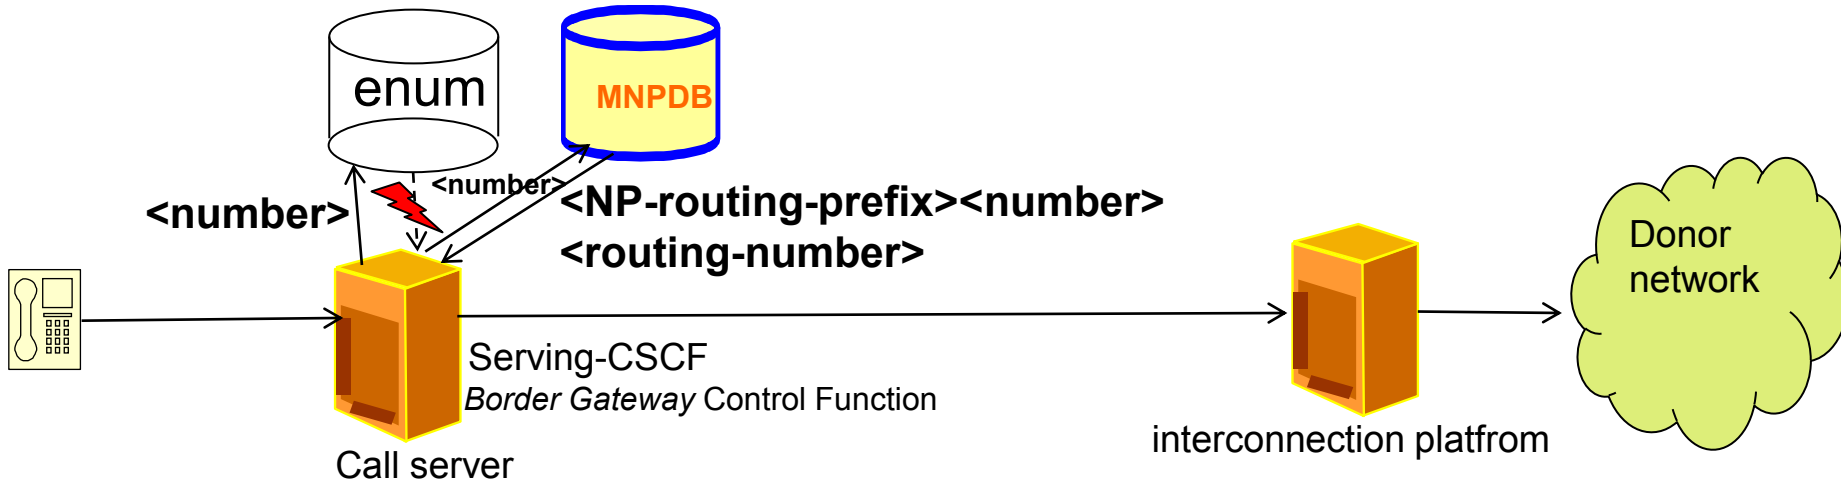 enum
MNPDB
<number>
<number>
<NP-routing-prefix><number>
<routing-number>
Donor
network
Serving-CSCF
Border Gateway Control Function
interconnection platfrom
Call server